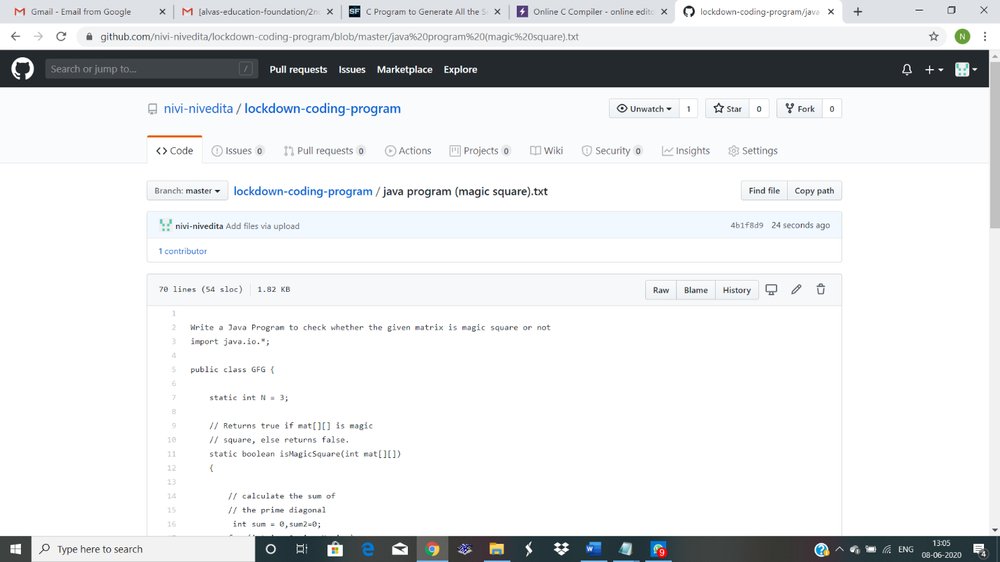 Gmail - Email from Google
[alvas-education-foundation/2nd
SF C Program to Generate All the Se
Online C Compiler - online edito
lockdown-coding-program/java
github.com/nivi-nivedita/lockdown-coding-program/blob/master/java%20program%20(magic%20square).txt
N
Search or jump to...
/
Pull requests Issues Marketplace Explore
nivi-nivedita / lockdown-coding-program
Unwatch 1 Star 0 Fork 0
Code Issues 0 Pull requests 0 Actions Projects 0 Wiki Security 0 Insights Settings
Branch: master lockdown-coding-program / java program (magic square).txt Find file Copy path
nivi-nivedita Add files via upload 4b1f8d9 24 seconds ago
1 contributor
70 lines (54 sloc) 1.82 KB Raw Blame History
1
2 Write a Java Program to check whether the given matrix is magic square or not
3 import java.io.*;
4
5 public class GFG {
6
7 static int N = 3;
8
9 // Returns true if mat[][] is magic
10 // square, else returns false.
11 static boolean isMagicSquare(int mat[][])
12 {
13
14 // calculate the sum of
15 // the prime diagonal
16 int sum = 0,sum2=0;
Type here to search
9
ENG
13:05
08-06-2020
4